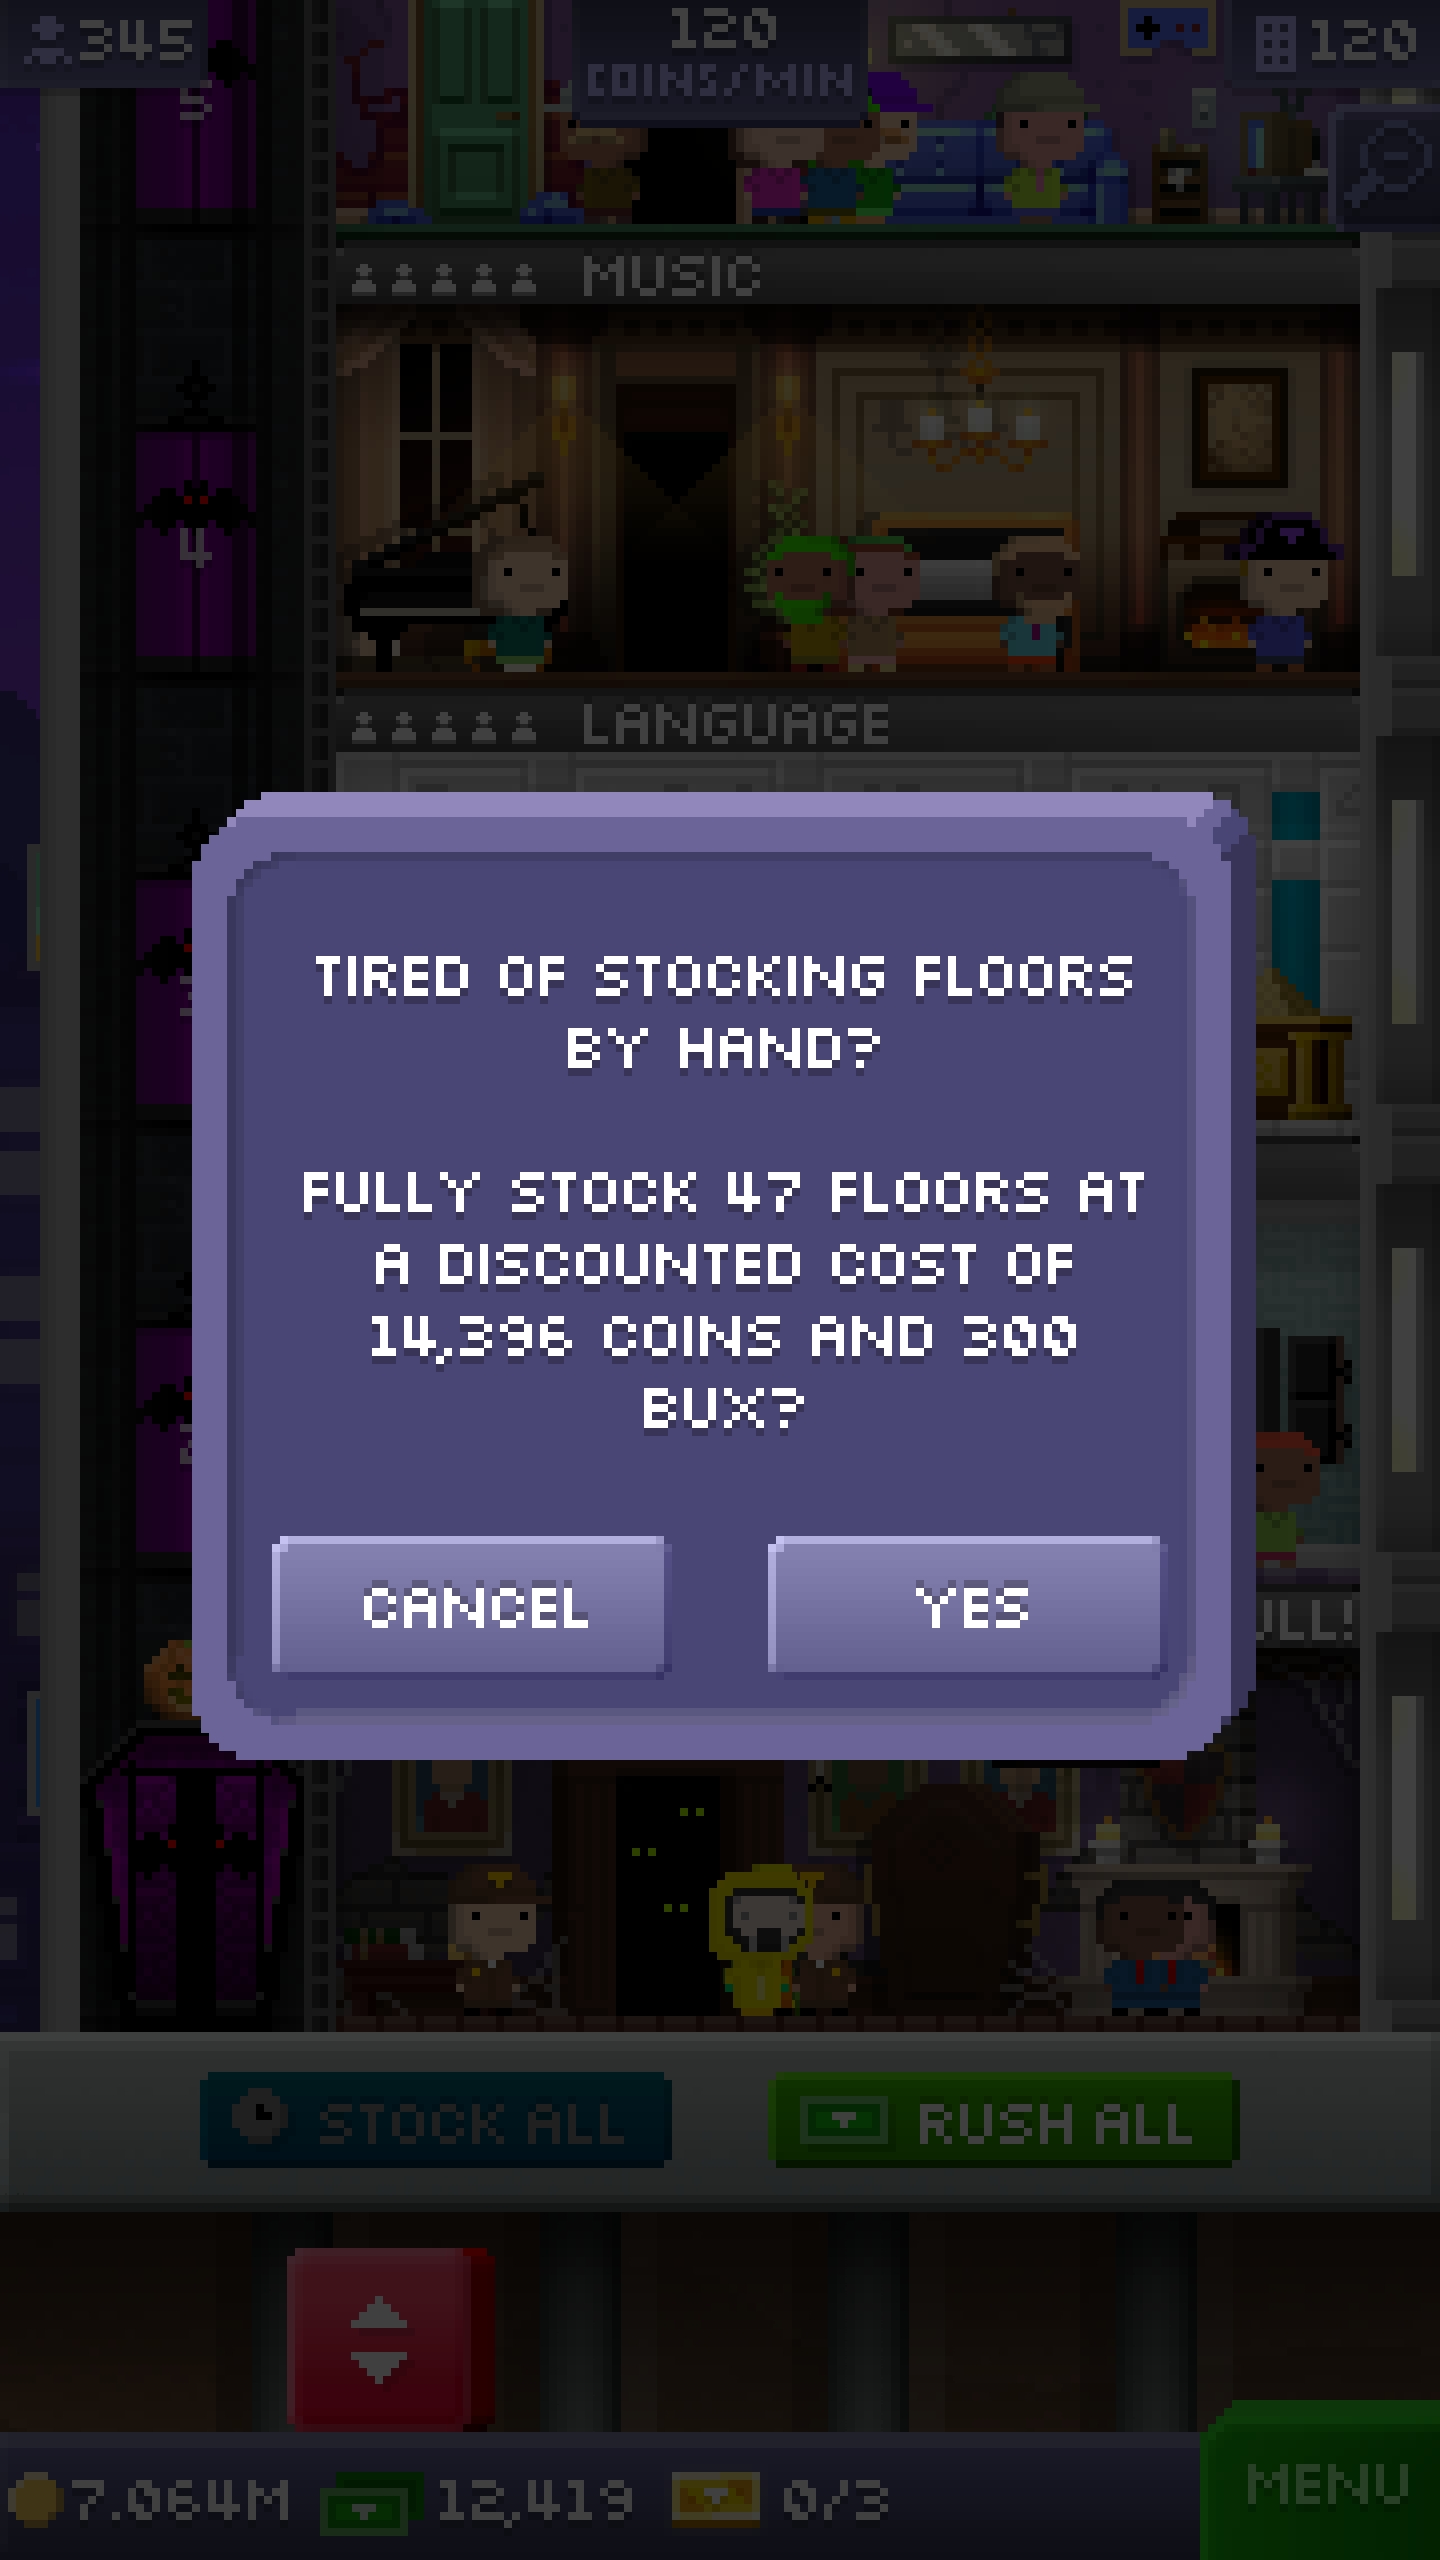 345
120
COINS/MIN
120
5
MUSIC
4
LANGUAGE
TIRED OF STOCKING FLOORS
BY HAND?
FULLY STOCK 47 FLOORS AT
A DISCOUNTED COST OF
14,396 COINS AND 300
BUX?
CANCEL
YES
STOCK ALL
RUSH ALL
7.064M
12,419
0/3
MENU